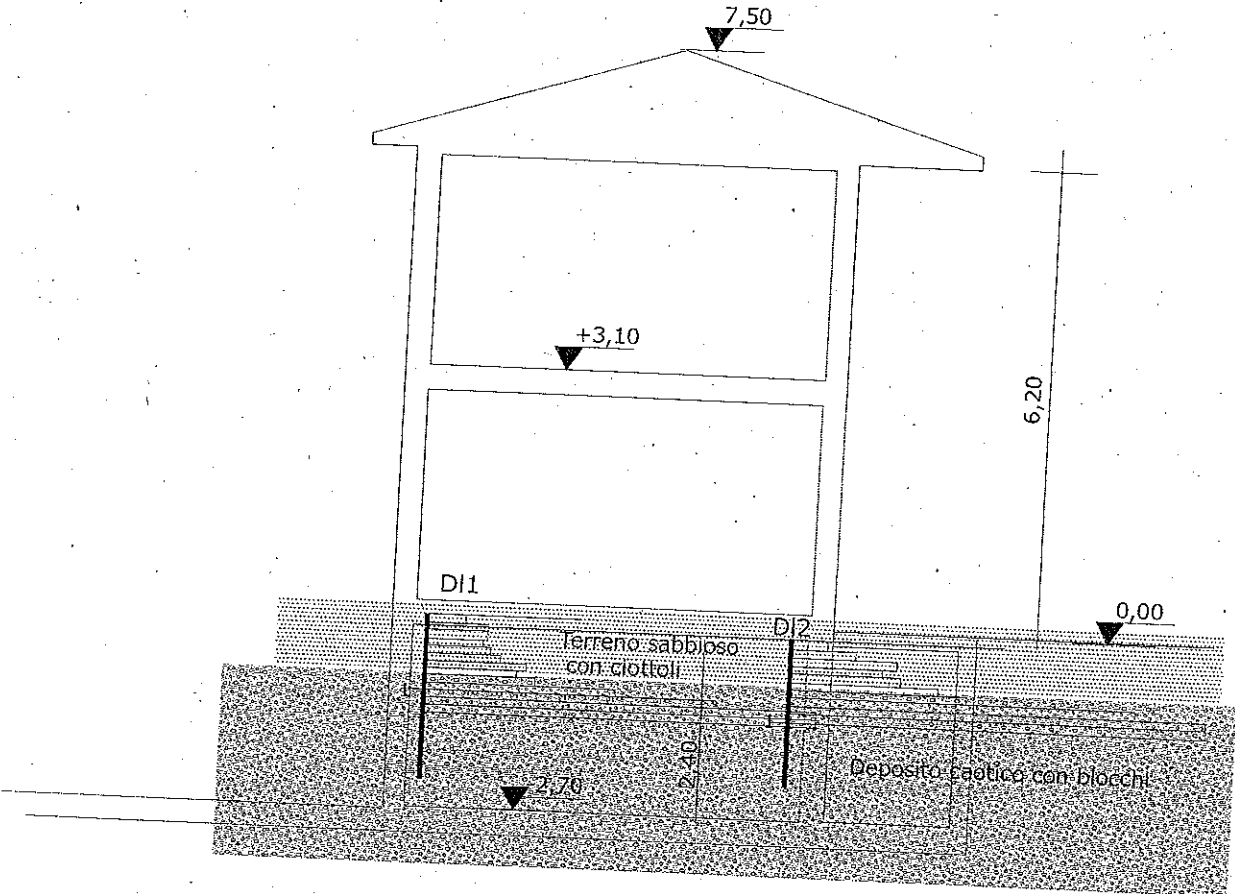 7,50
+3,10
6,20
DI1
0,00
DI2
Terreno sabbioso
con ciottoli
2,40
Deposito caotico con blocchi
2,70